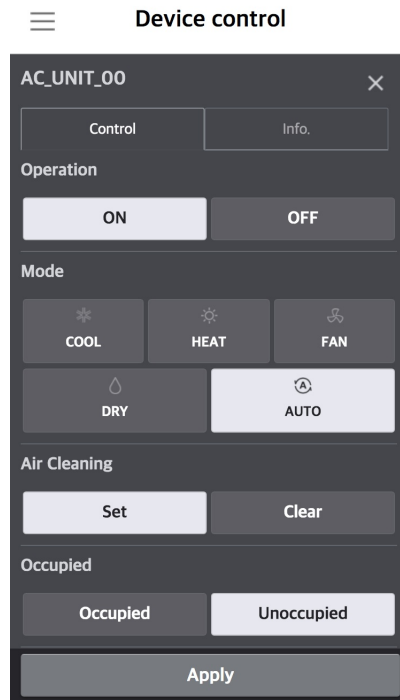 Device control
AC_UNIT_00
Control Info.
Operation
ON OFF
Mode
COOL HEAT FAN
A
DRY AUTO
Air Cleaning
Set Clear
Occupied
Occupied Unoccupied
Apply